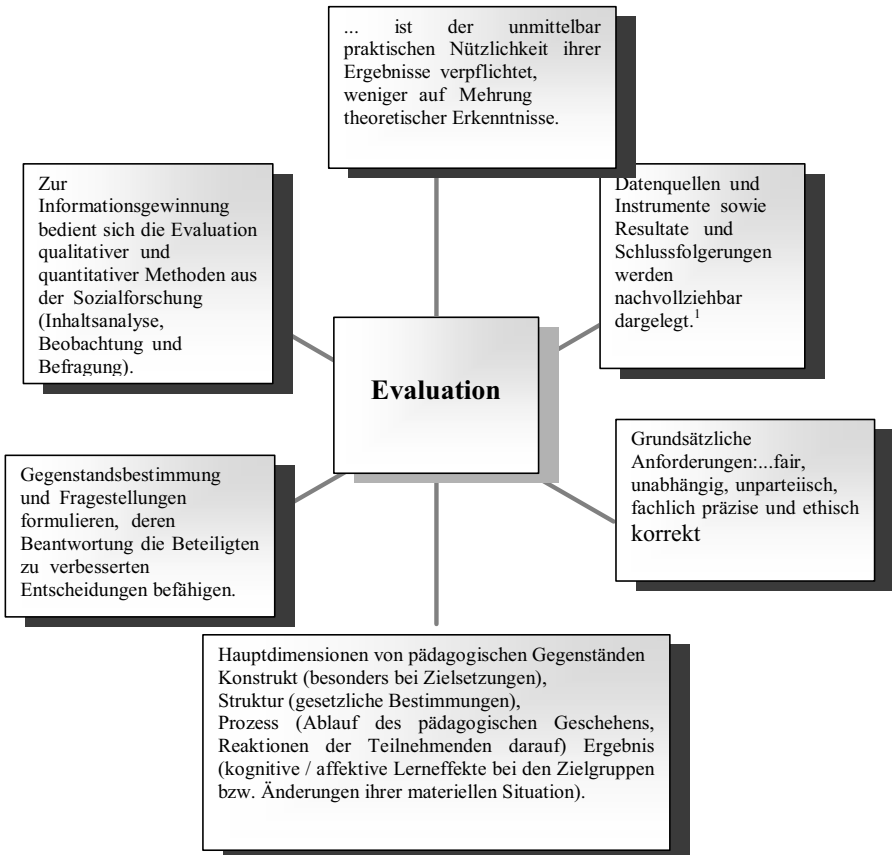 ... ist der unmittelbar
praktischen Nützlichkeit ihrer
Ergebnisse verpflichtet,
weniger auf Mehrung
theoretischer Erkenntnisse.
Zur
Informationsgewinnung
bedient sich die Evaluation
qualitativer und
quantitativer Methoden aus
der Sozialforschung
(Inhaltsanalyse,
Beobachtung und
Befragung).
Datenquellen und
Instrumente sowie
Resultate und
Schlussfolgerungen
werden
nachvollziehbar
dargelegt.¹
Evaluation
Grundsätzliche
Anforderungen:...fair,
unabhängig, unparteiisch,
fachlich präzise und ethisch
korrekt
Gegenstandsbestimmung
und Fragestellungen
formulieren, deren
Beantwortung die Beteiligten
zu verbesserten
Entscheidungen befähigen.
Hauptdimensionen von pädagogischen Gegenständen
Konstrukt (besonders bei Zielsetzungen),
Struktur (gesetzliche Bestimmungen),
Prozess (Ablauf des pädagogischen Geschehens,
Reaktionen der Teilnehmenden darauf) Ergebnis
(kognitive / affektive Lerneffekte bei den Zielgruppen
bzw. Änderungen ihrer materiellen Situation).